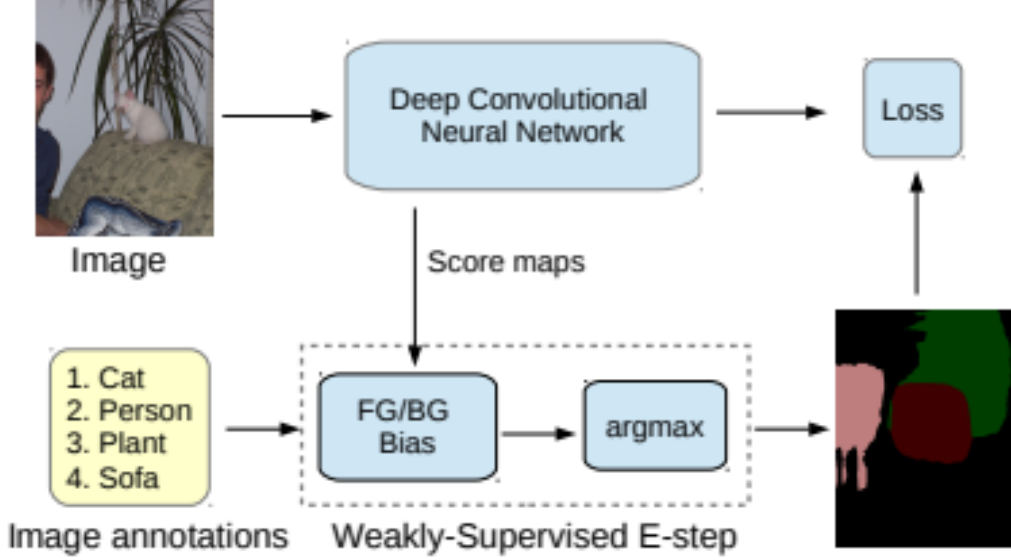 Deep Convolutional
Neural Network
Loss
Image
Score maps
1. Cat
2. Person
3. Plant
4. Sofa
FG/BG
Bias
argmax
Image annotations
Weakly-Supervised E-step